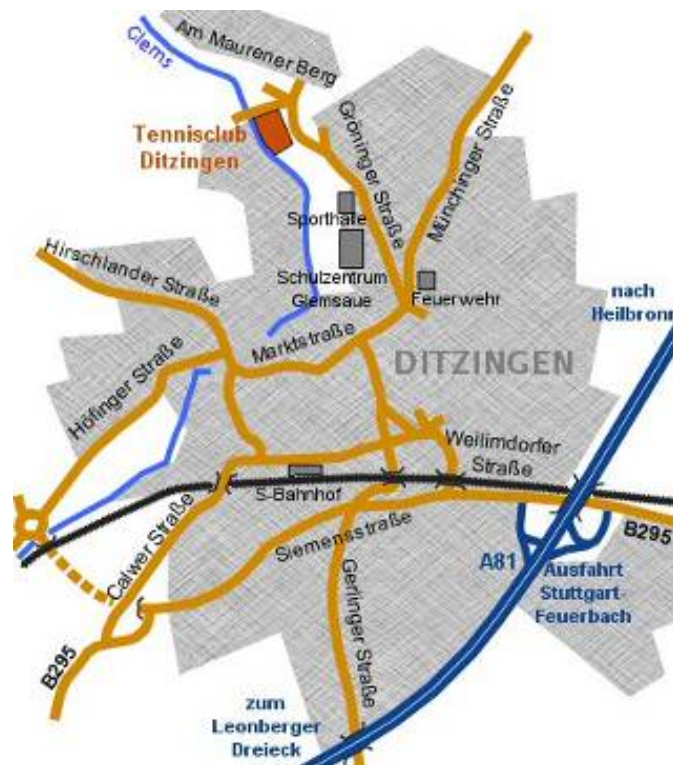 Glems
Am Maurener Berg
Tennisclub
Ditzingen
Gröninger Straße
Münchinger Straße
Sporthalle
Schulzentrum
Glemsaue
Feuerwehr
Hirschlander Straße
nach
Heilbronn
Marktstraße
DITZINGEN
Höfinger Straße
Weilimdorfer
Straße
S-Bahnhof
Calwer Straße
Siemensstraße
B295
A81
Ausfahrt
Stuttgart-
Feuerbach
Gerlinger Straße
B295
zum
Leonberger
Dreieck